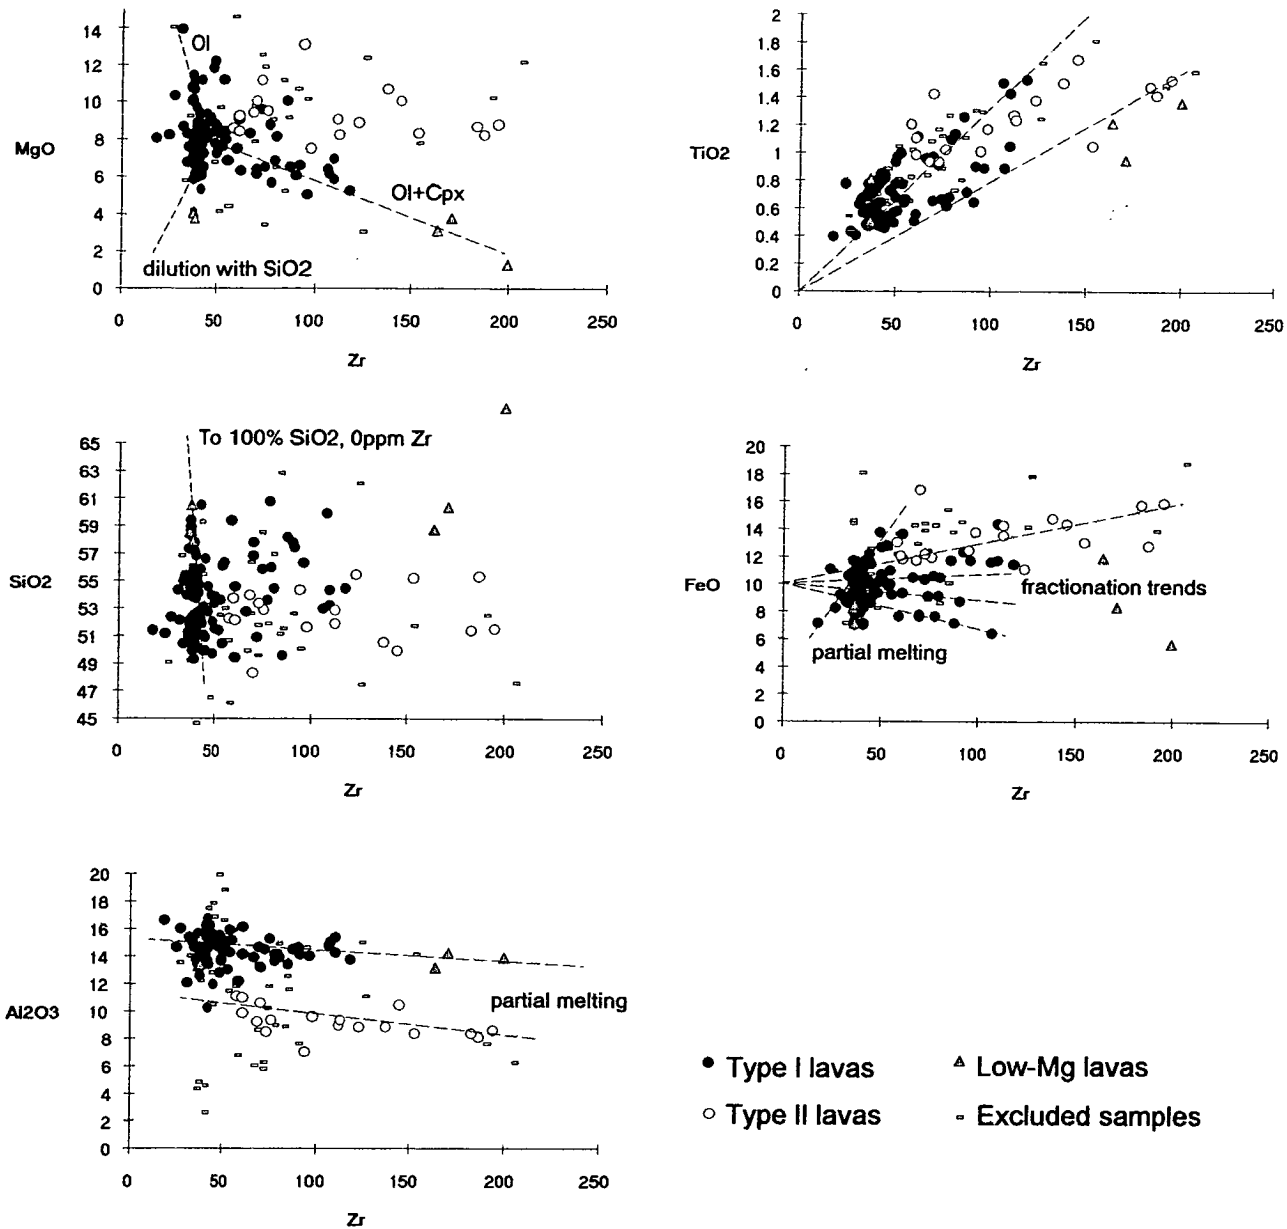 14
12
10
8
6
4
2
0
MgO
Ol
Ol+Cpx
dilution with SiO2
0 50 100 150 200 250
Zr
2
1.8
1.6
1.4
1.2
1
0.8
0.6
0.4
0.2
0
TiO2
0 50 100 150 200 250
Zr
65
63
61
59
57
55
53
51
49
47
45
SiO2
To 100% SiO2, 0ppm Zr
0 50 100 150 200 250
Zr
20
18
16
14
12
10
8
6
4
2
0
FeO
fractionation trends
partial melting
0 50 100 150 200 250
Zr
20
18
16
14
12
10
8
6
4
2
0
Al2O3
partial melting
0 50 100 150 200 250
Zr
Type I lavas
Low-Mg lavas
Type II lavas
Excluded samples